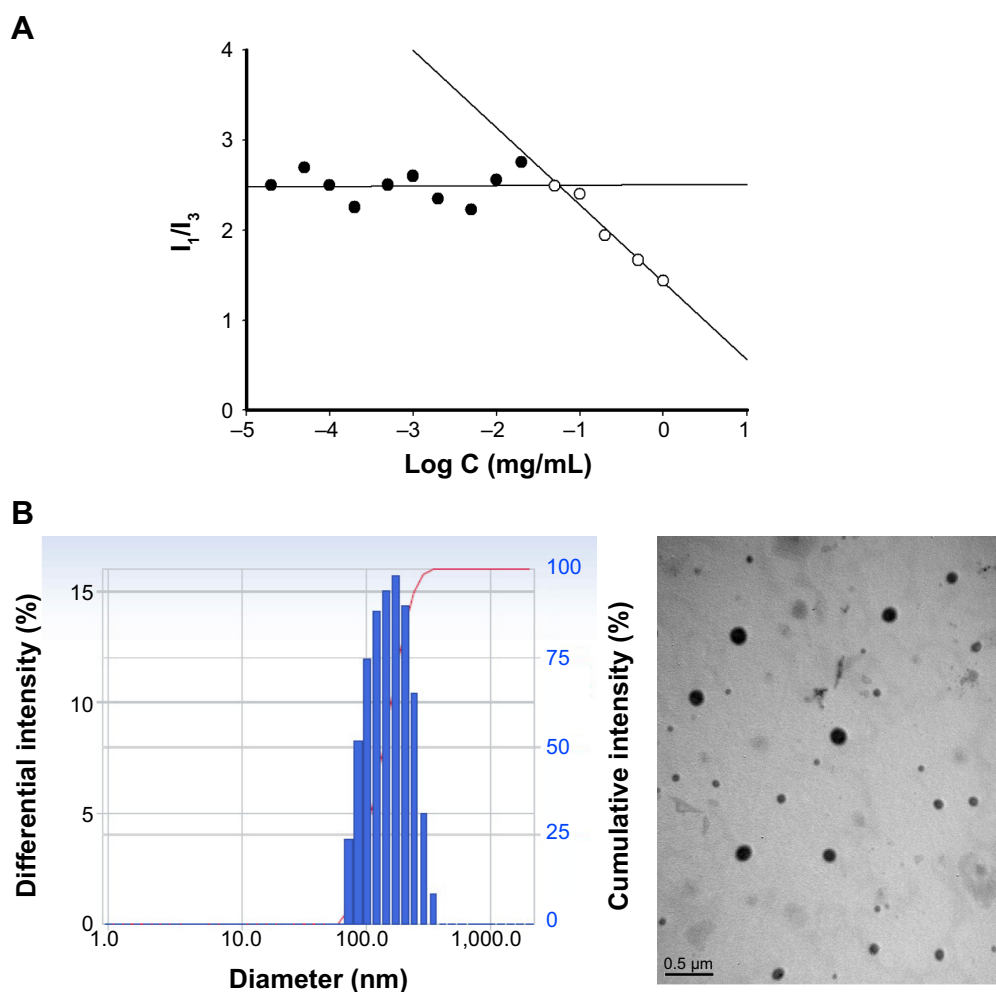 A
4
3
2
1
0
I1/I3
–5 –4 –3 –2 –1 0 1
Log C (mg/mL)
B
15
10
5
0
Differential intensity (%)
100
75
50
25
0
Cumulative intensity (%)
1.0 10.0 100.0 1,000.0
Diameter (nm)
0.5 µm